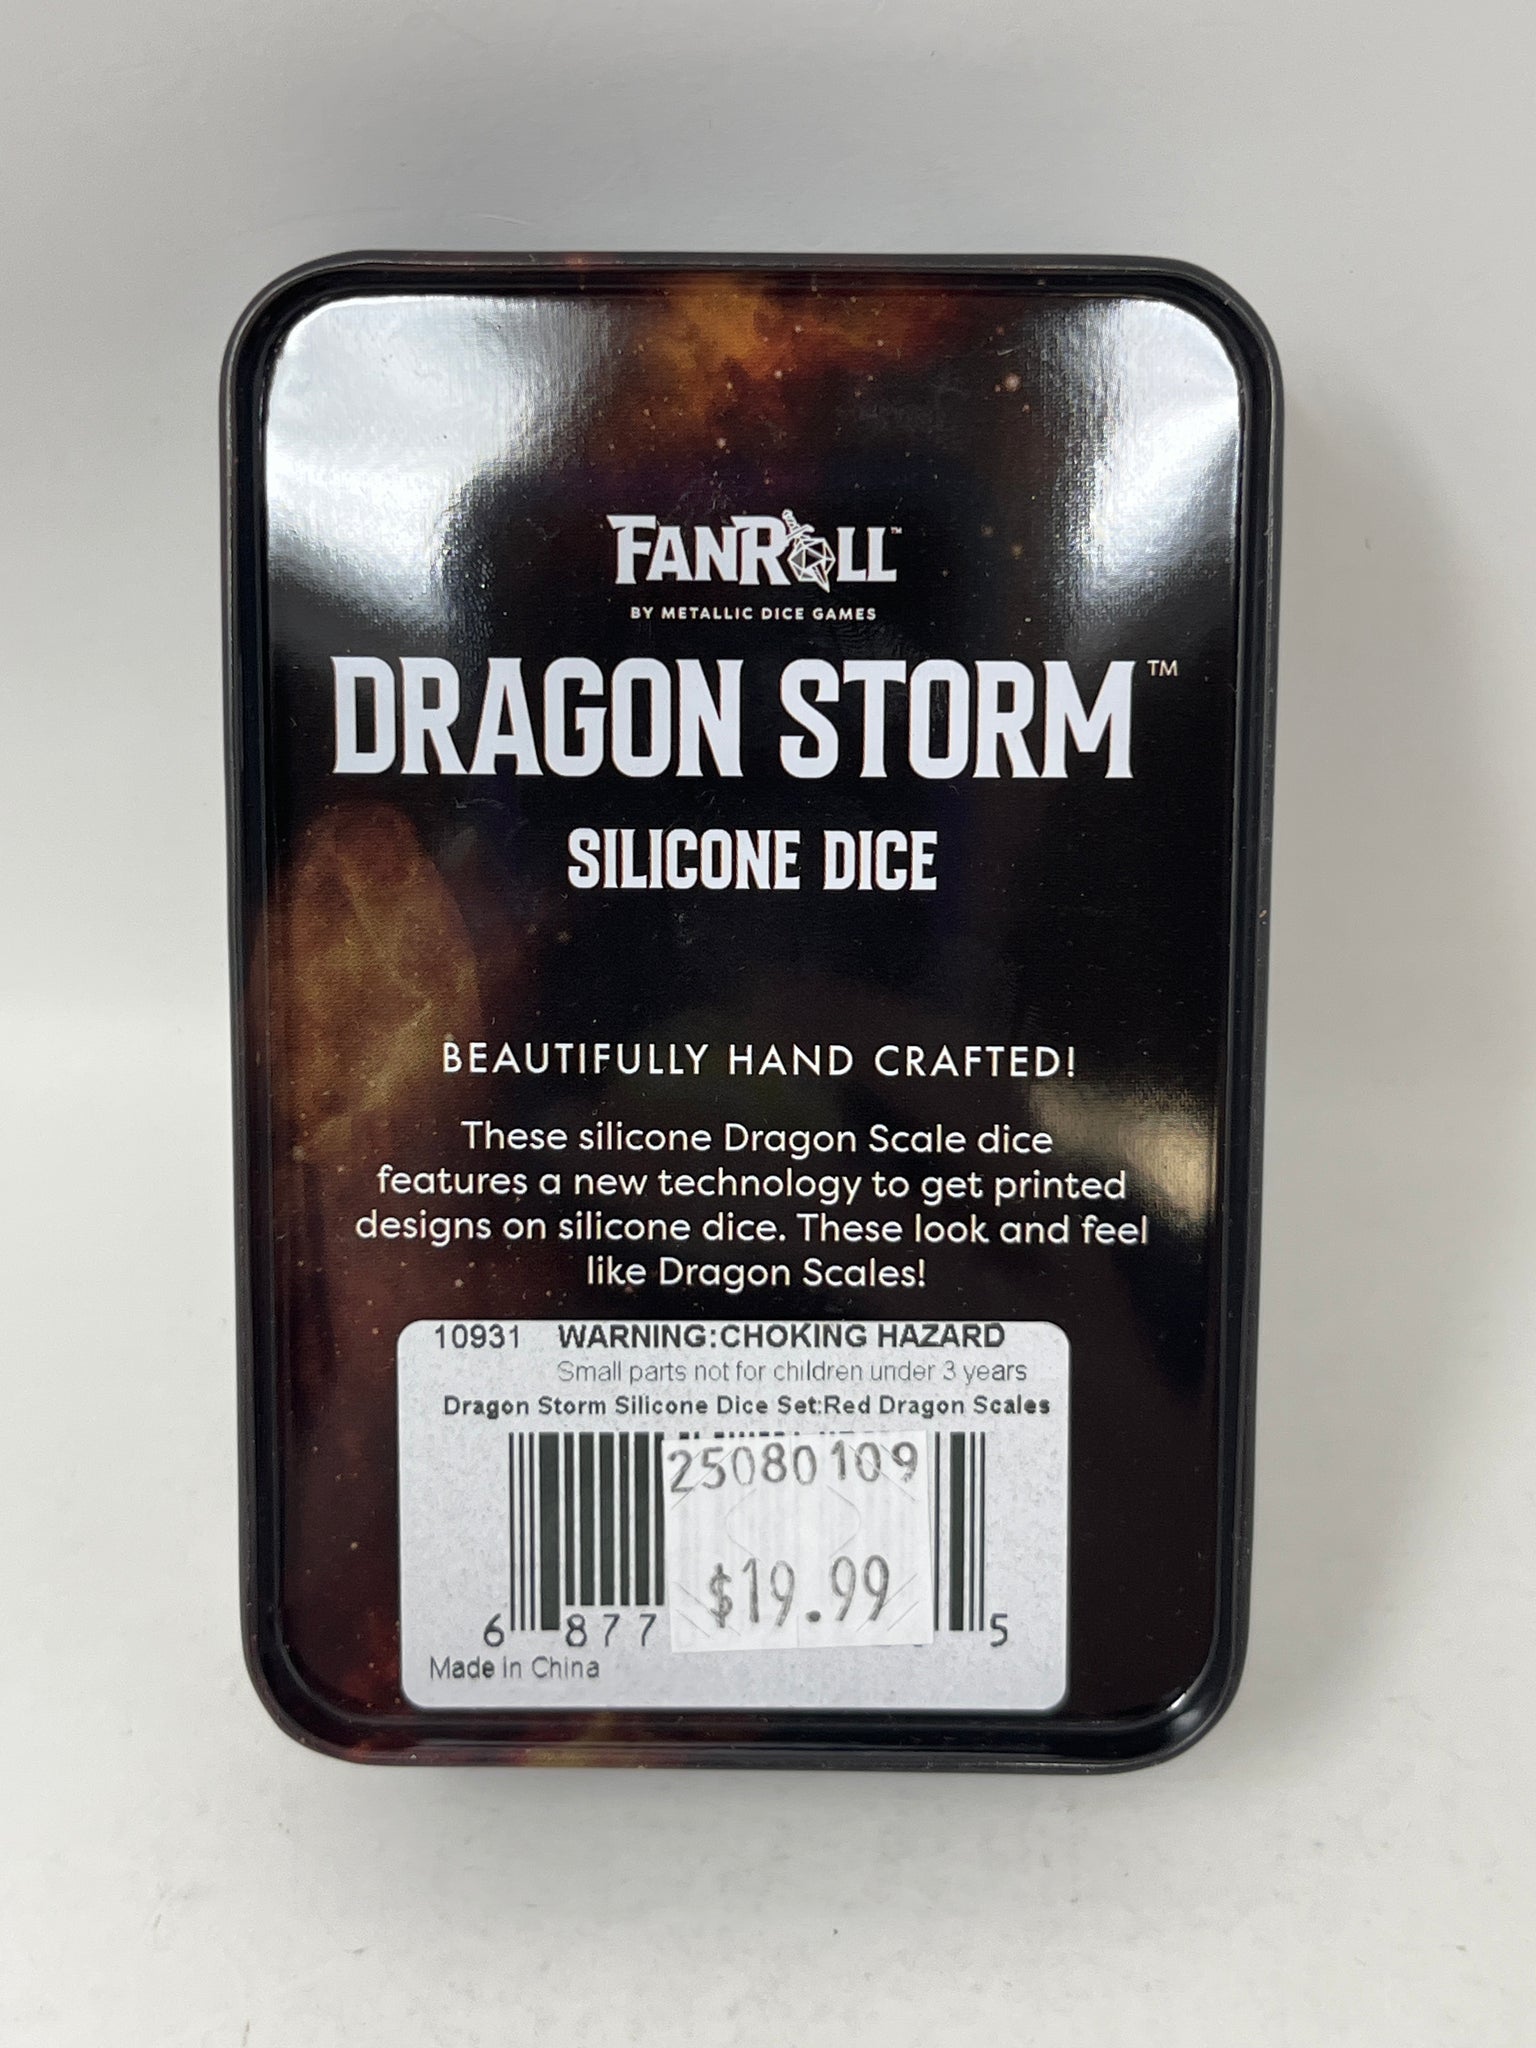 FANROLL™
BY METALLIC DICE GAMES
DRAGON STORM™
SILICONE DICE
BEAUTIFULLY HAND CRAFTED!
These silicone Dragon Scale dice
features a new technology to get printed
designs on silicone dice. These look and feel
like Dragon Scales!
10931 WARNING:CHOKING HAZARD
Small parts not for children under 3 years
Dragon Storm Silicone Dice Set:Red Dragon Scales
25080109
$19.99
6 877 5
Made in China